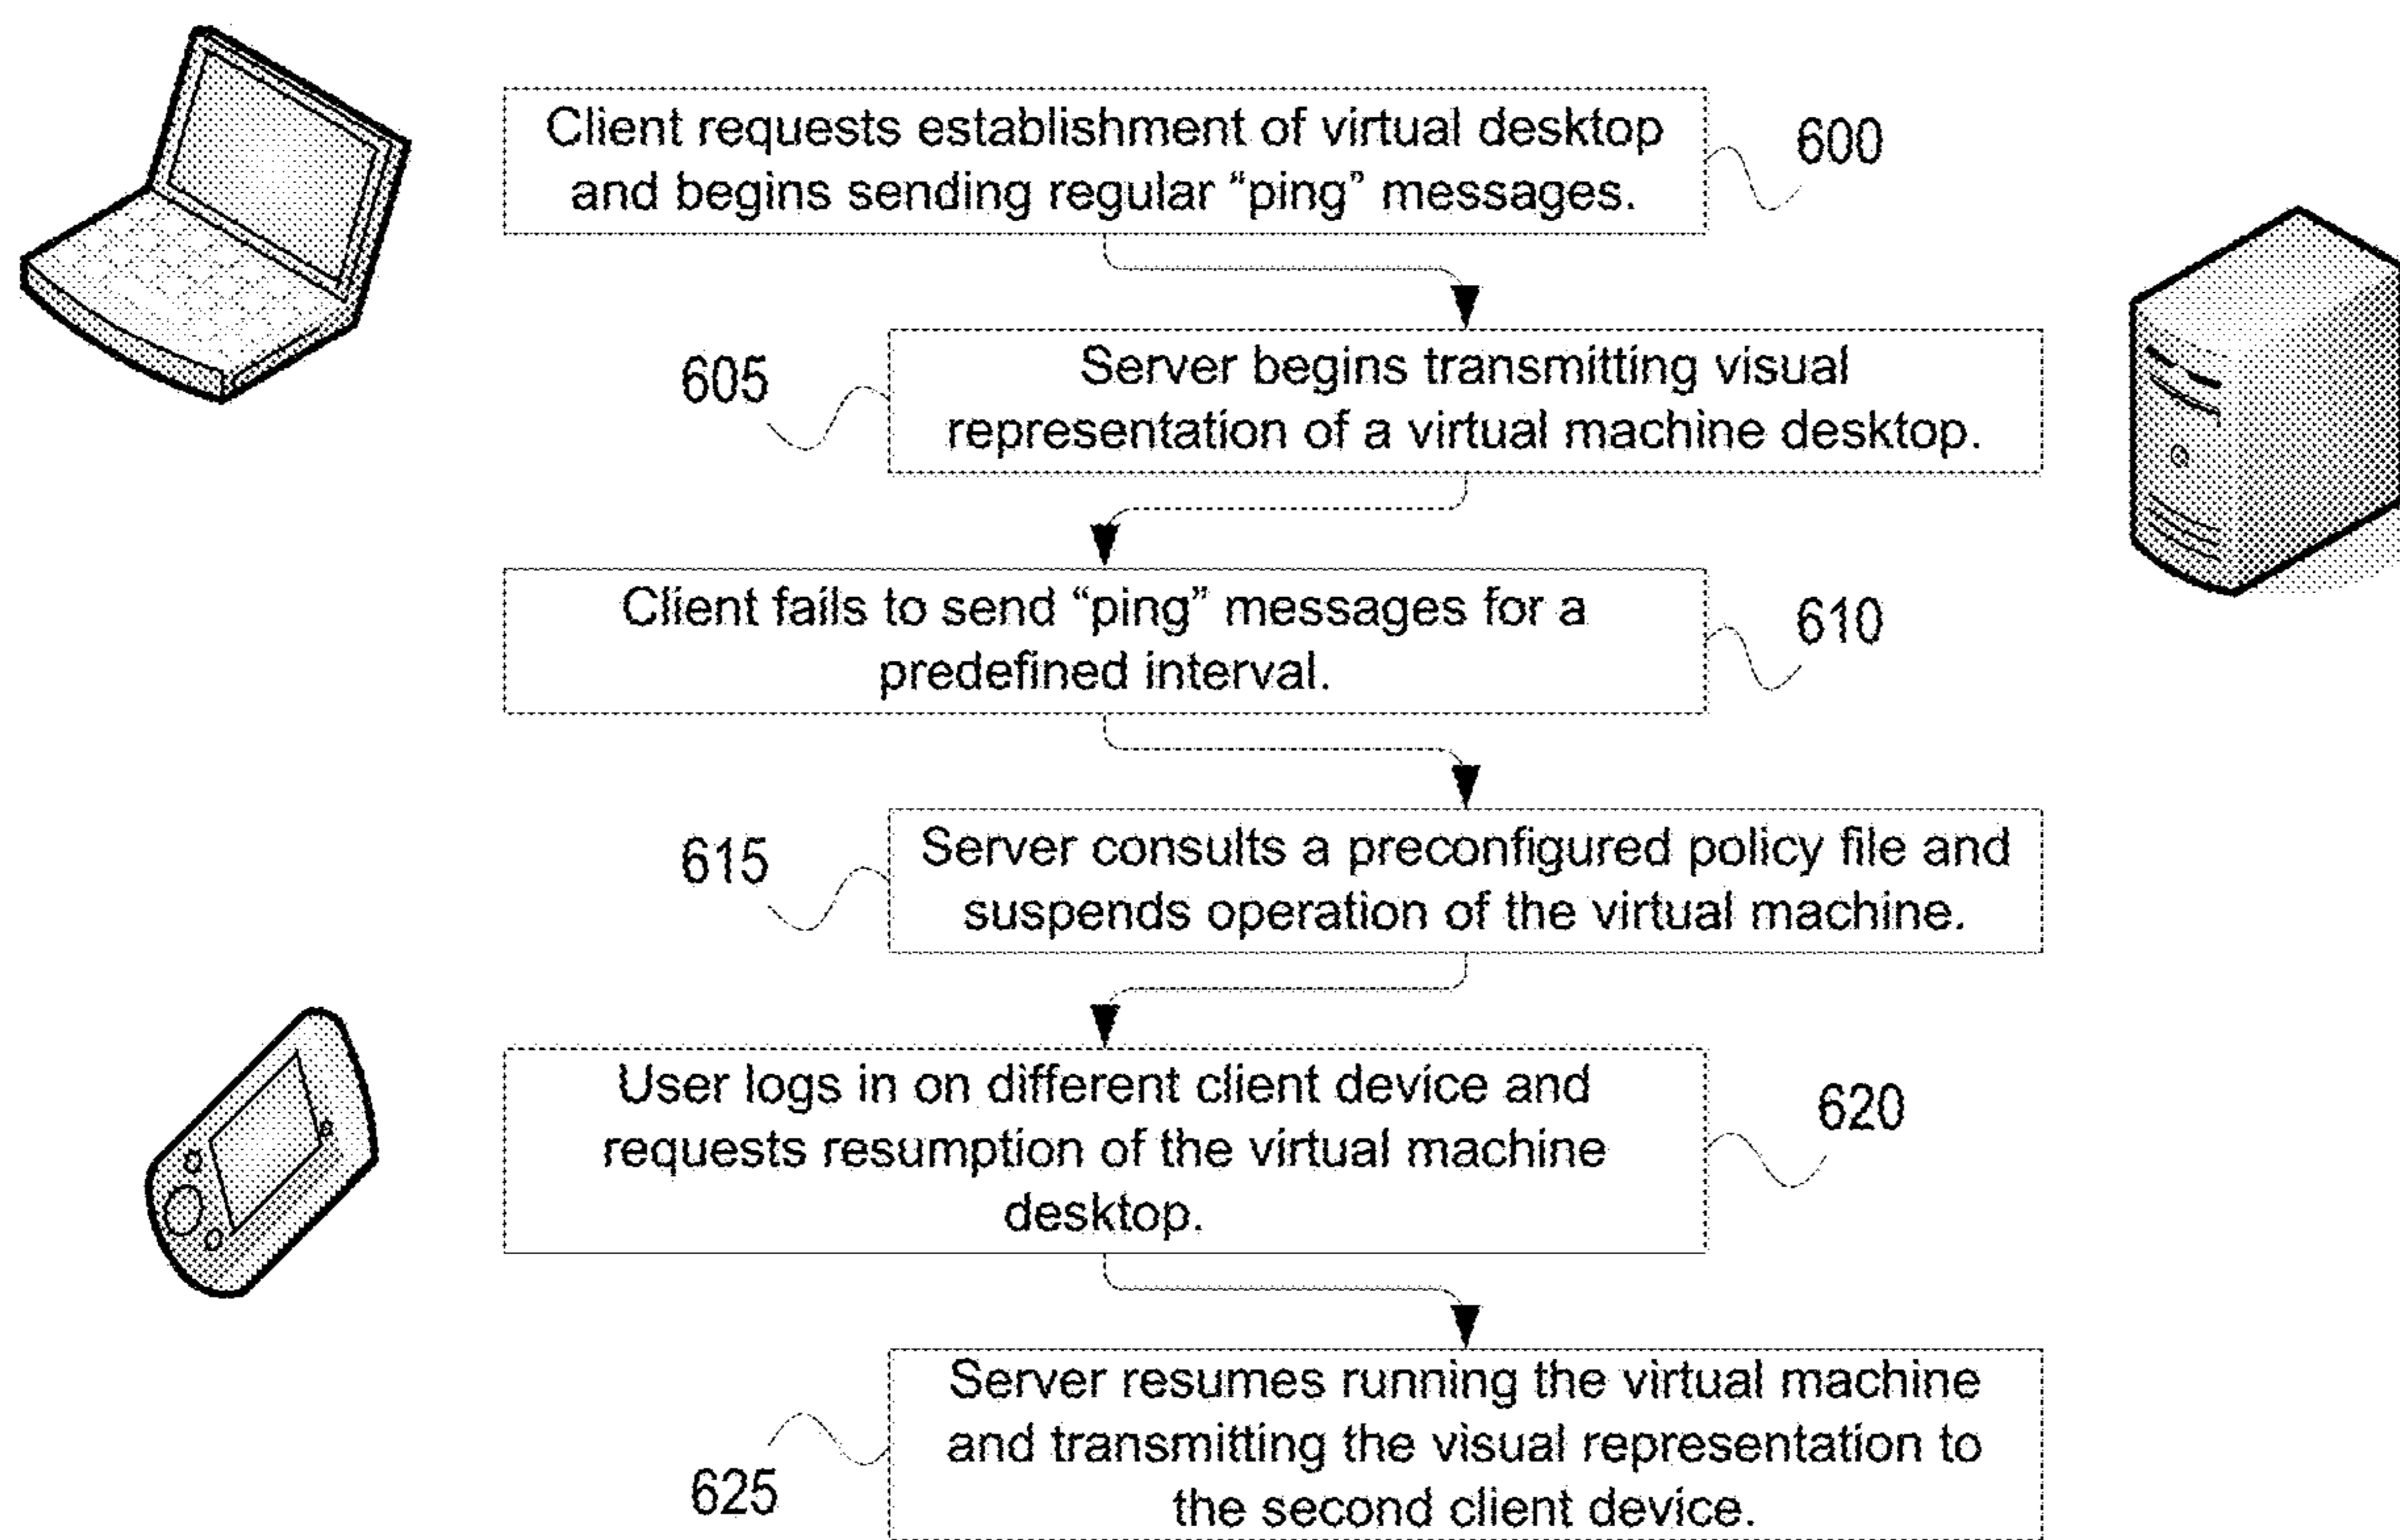 Client requests establishment of virtual desktop
and begins sending regular “ping” messages.
600
605
Server begins transmitting visual
representation of a virtual machine desktop.
Client fails to send “ping” messages for a
predefined interval.
610
615
Server consults a preconfigured policy file and
suspends operation of the virtual machine.
User logs in on different client device and
requests resumption of the virtual machine
desktop.
620
Server resumes running the virtual machine
and transmitting the visual representation to
the second client device.
625